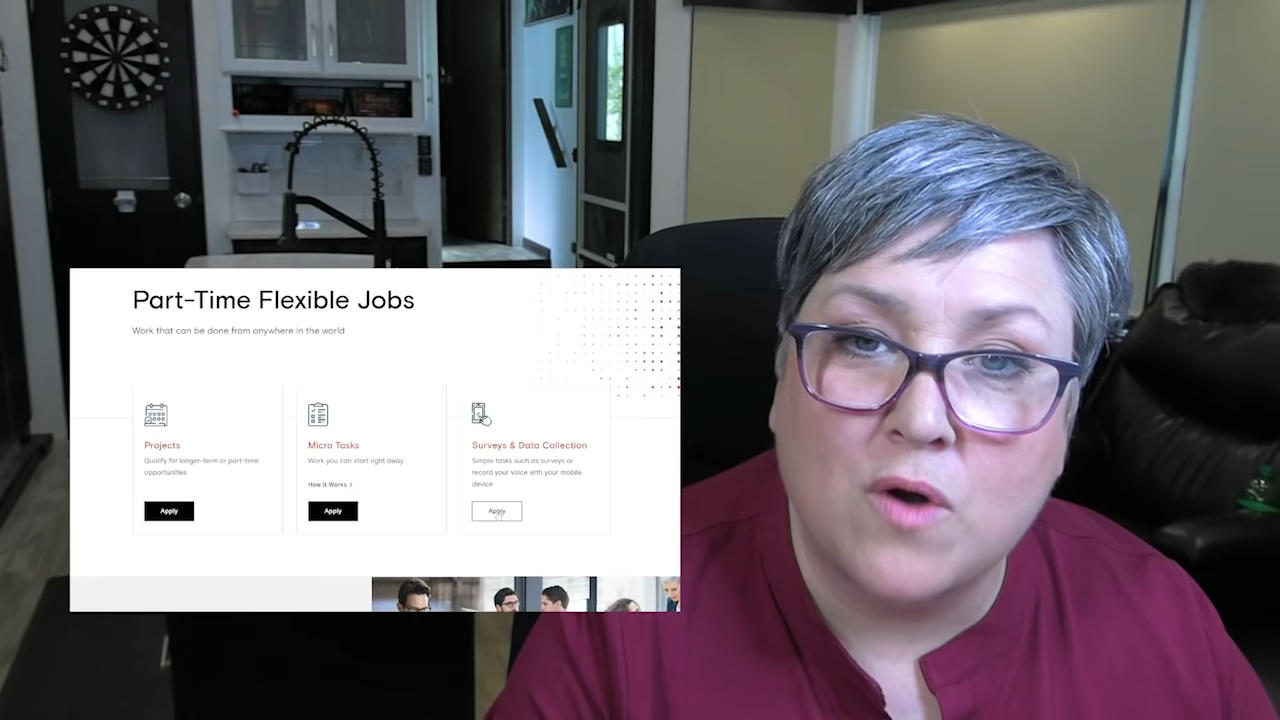 Part-Time Flexible Jobs
Work that can be done from anywhere in the world
Projects
Qualify for longer-term or part-time
opportunities
Apply
Micro Tasks
Work you can start right away
How it Works >
Apply
Surveys & Data Collection
Simple tasks such as surveys or
record your voice with your mobile
device
Apply